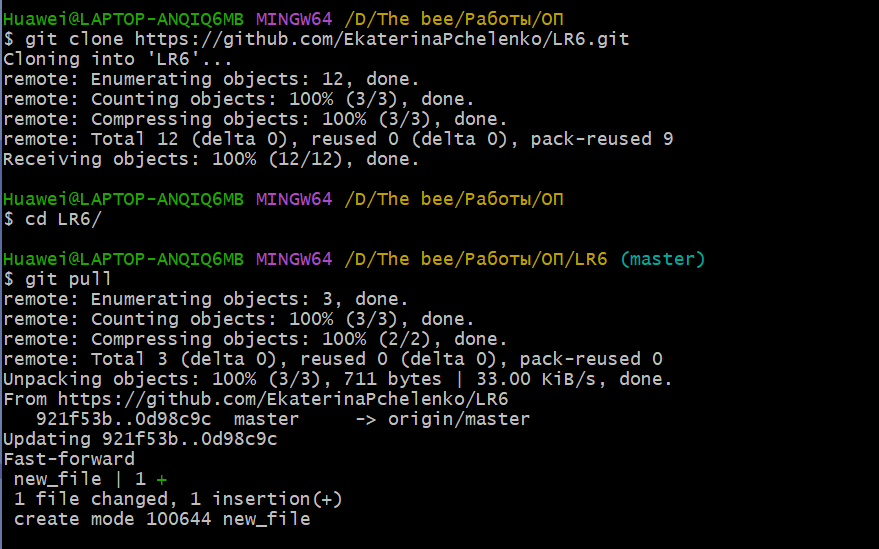 Huawei@LAPTOP-ANQIQ6MB MINGW64 /D/The bee/Работы/ОП
$ git clone https://github.com/EkaterinaPchelenko/LR6.git
Cloning into 'LR6'...
remote: Enumerating objects: 12, done.
remote: Counting objects: 100% (3/3), done.
remote: Compressing objects: 100% (3/3), done.
remote: Total 12 (delta 0), reused 0 (delta 0), pack-reused 9
Receiving objects: 100% (12/12), done.
Huawei@LAPTOP-ANQIQ6MB MINGW64 /D/The bee/Работы/ОП
$ cd LR6/
Huawei@LAPTOP-ANQIQ6MB MINGW64 /D/The bee/Работы/ОП/LR6 (master)
$ git pull
remote: Enumerating objects: 3, done.
remote: Counting objects: 100% (3/3), done.
remote: Compressing objects: 100% (2/2), done.
remote: Total 3 (delta 0), reused 0 (delta 0), pack-reused 0
Unpacking objects: 100% (3/3), 711 bytes | 33.00 KiB/s, done.
From https://github.com/EkaterinaPchelenko/LR6
   921f53b..0d98c9c  master     -> origin/master
Updating 921f53b..0d98c9c
Fast-forward
 new_file | 1 +
 1 file changed, 1 insertion(+)
 create mode 100644 new_file